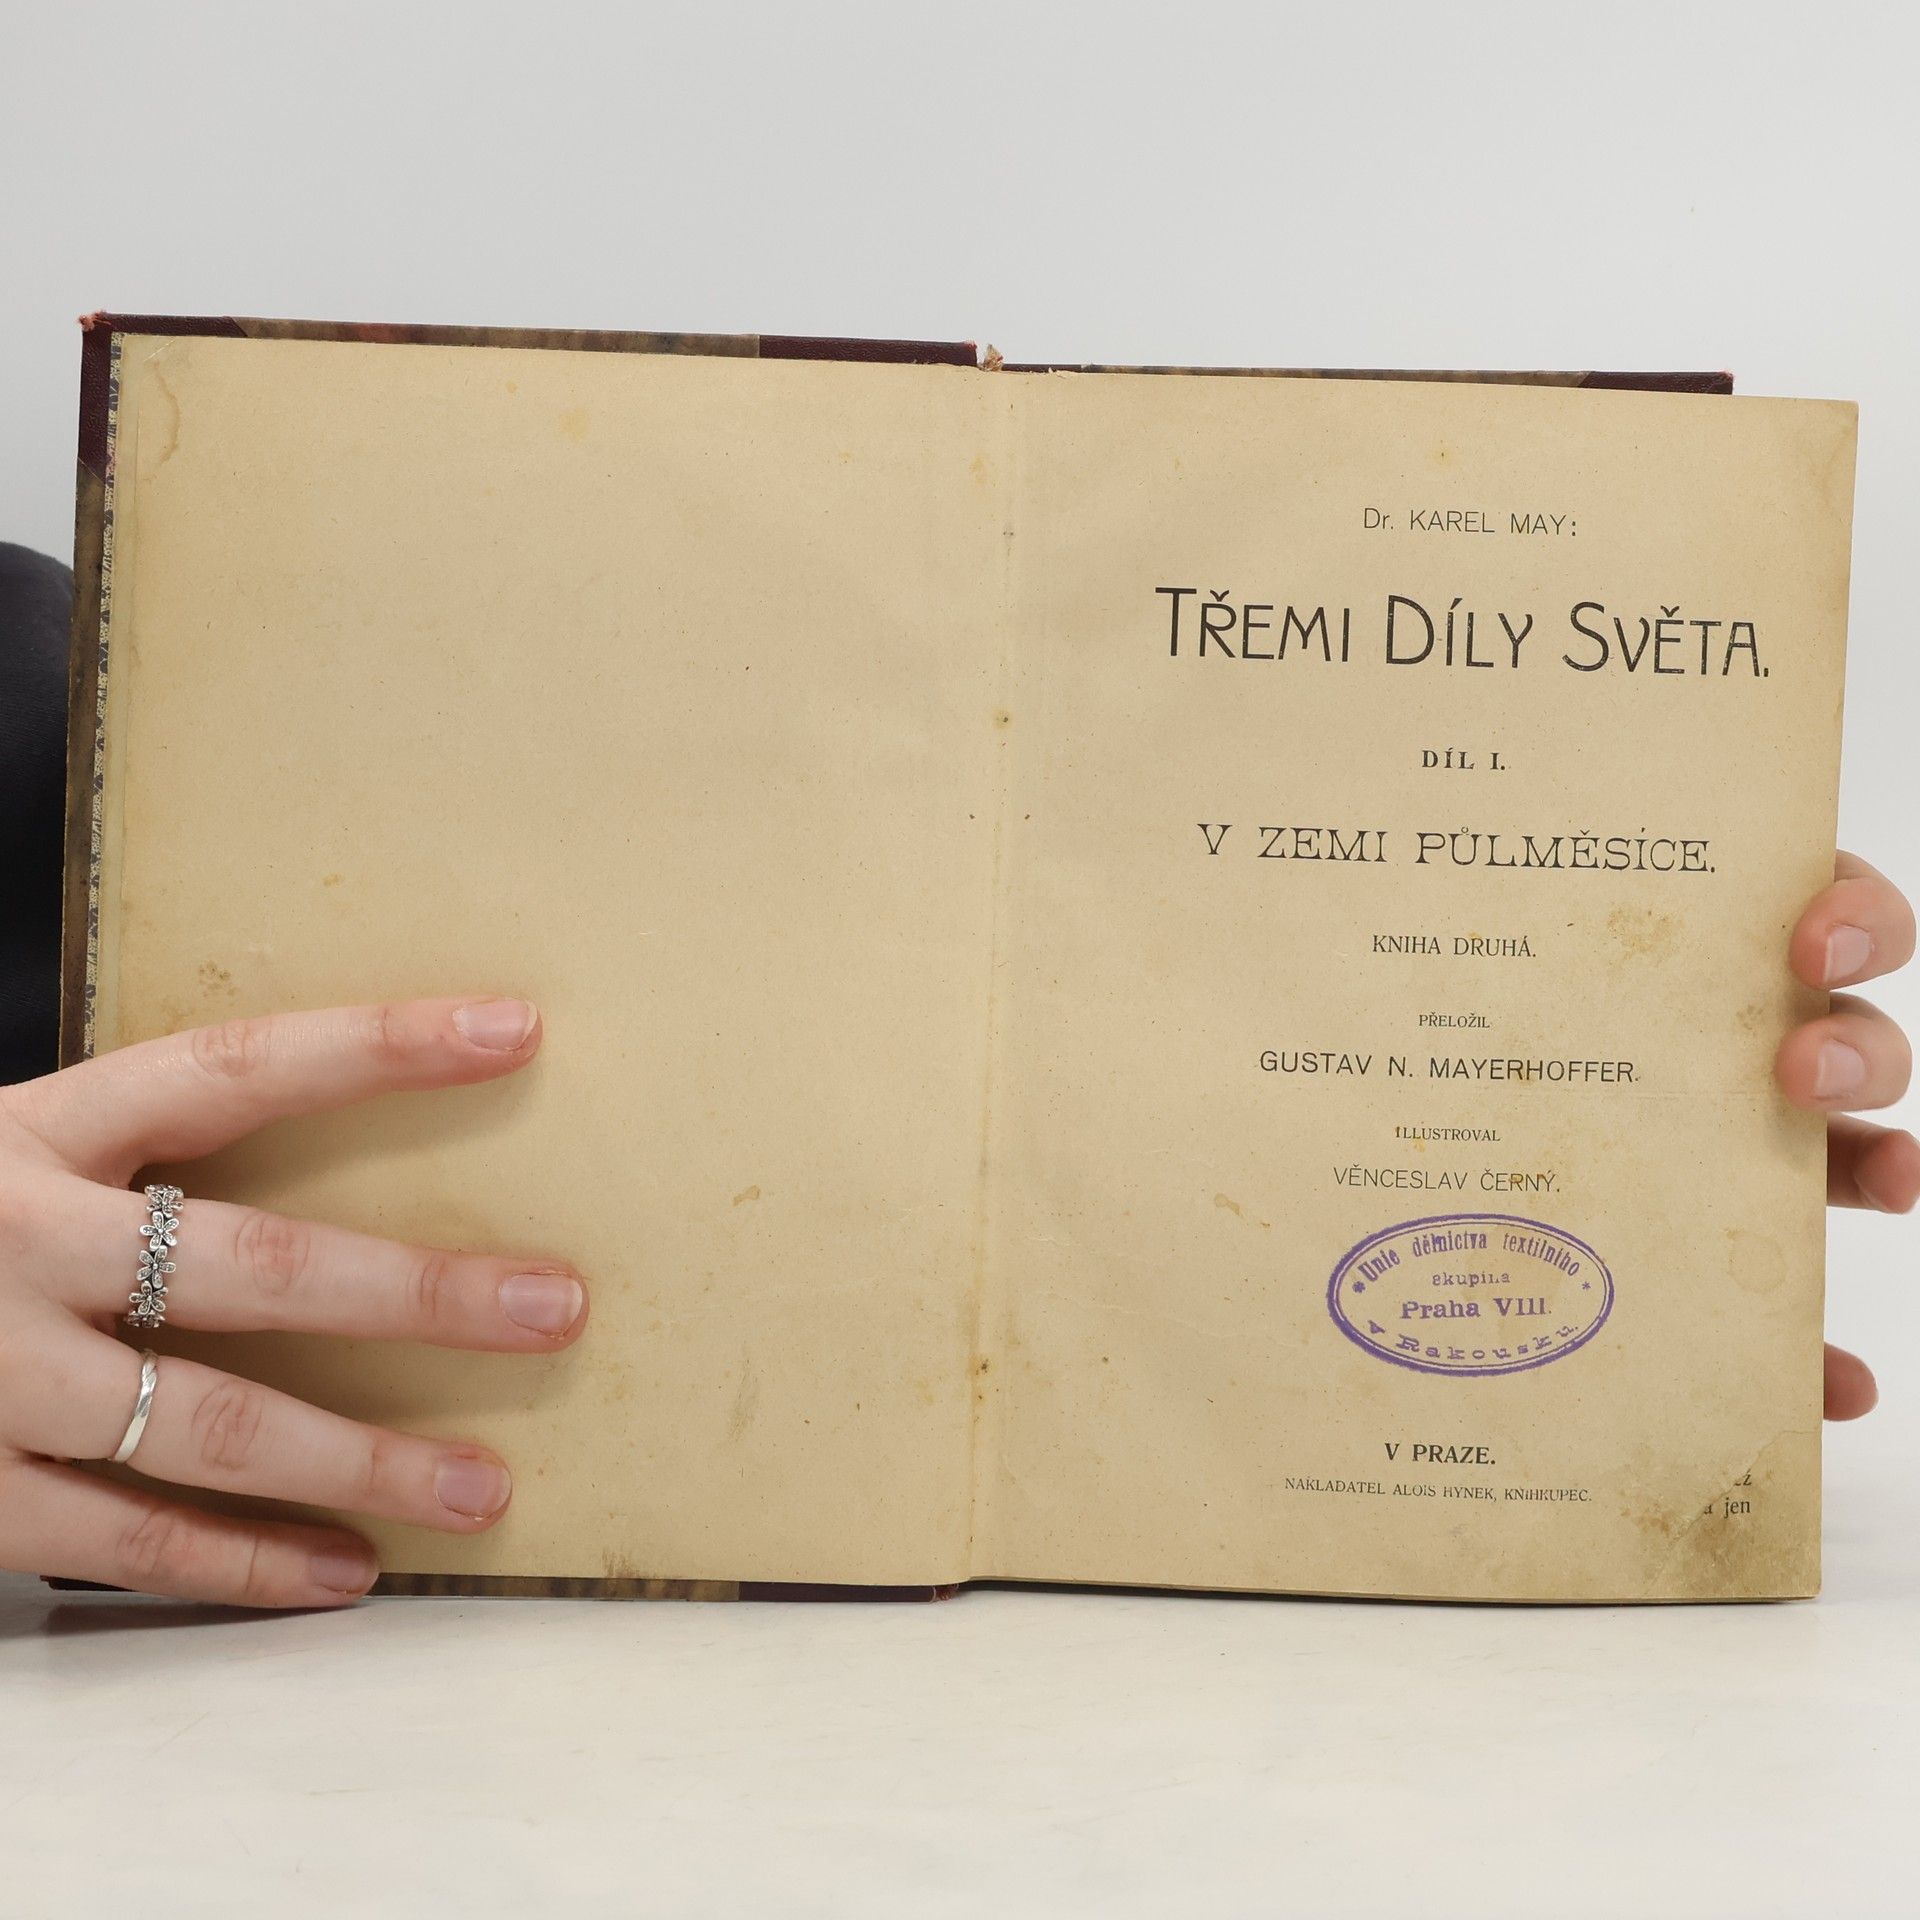 Dr. KAREL MAY:
TŘEMI DÍLY SVĚTA.
DÍL I.
V ZEMI PŮLMĚSÍCE.
KNIHA DRUHÁ.
PŘELOŽIL
GUSTAV N. MAYERHOFFER.
ILLUSTROVAL
VĚNCESLAV ČERNÝ.
* Unie dělnictva textilního *
skupina
Praha VIII.
v Rakousku.
V PRAZE.
NAKLADATEL ALOIS HYNEK, KNIHKUPEC.
jen